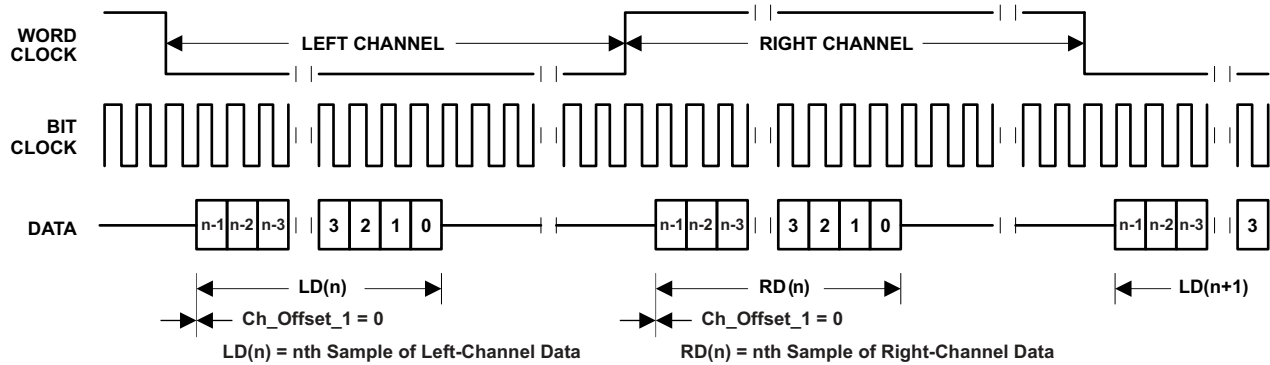 WORD CLOCK
LEFT CHANNEL
RIGHT CHANNEL
BIT CLOCK
DATA
n-1 n-2 n-3 3 2 1 0
n-1 n-2 n-3 3 2 1 0
n-1 n-2 n-3 3
LD(n)
RD(n)
LD(n+1)
Ch_Offset_1 = 0
Ch_Offset_1 = 0
LD(n) = nth Sample of Left-Channel Data
RD(n) = nth Sample of Right-Channel Data